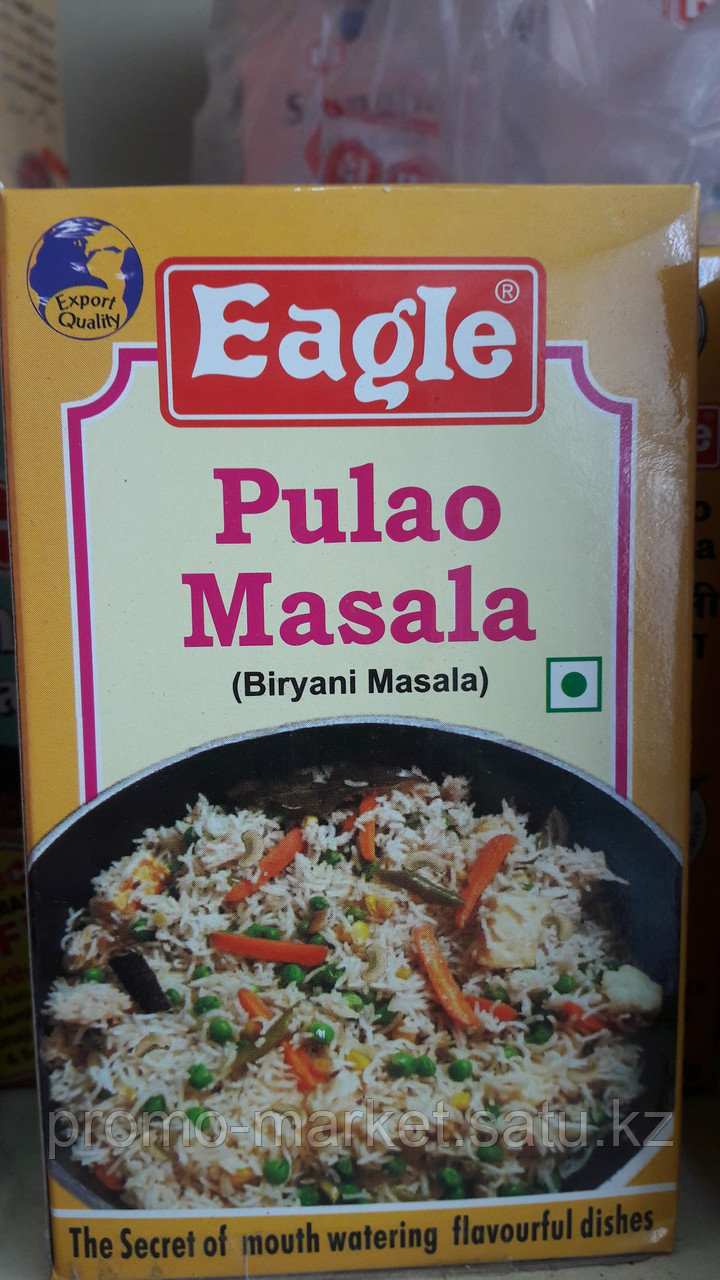 Export
Quality
Eagle®
Pulao
Masala
(Biryani Masala)
promo-market.satu.kz
The Secret of mouth watering flavourful dishes